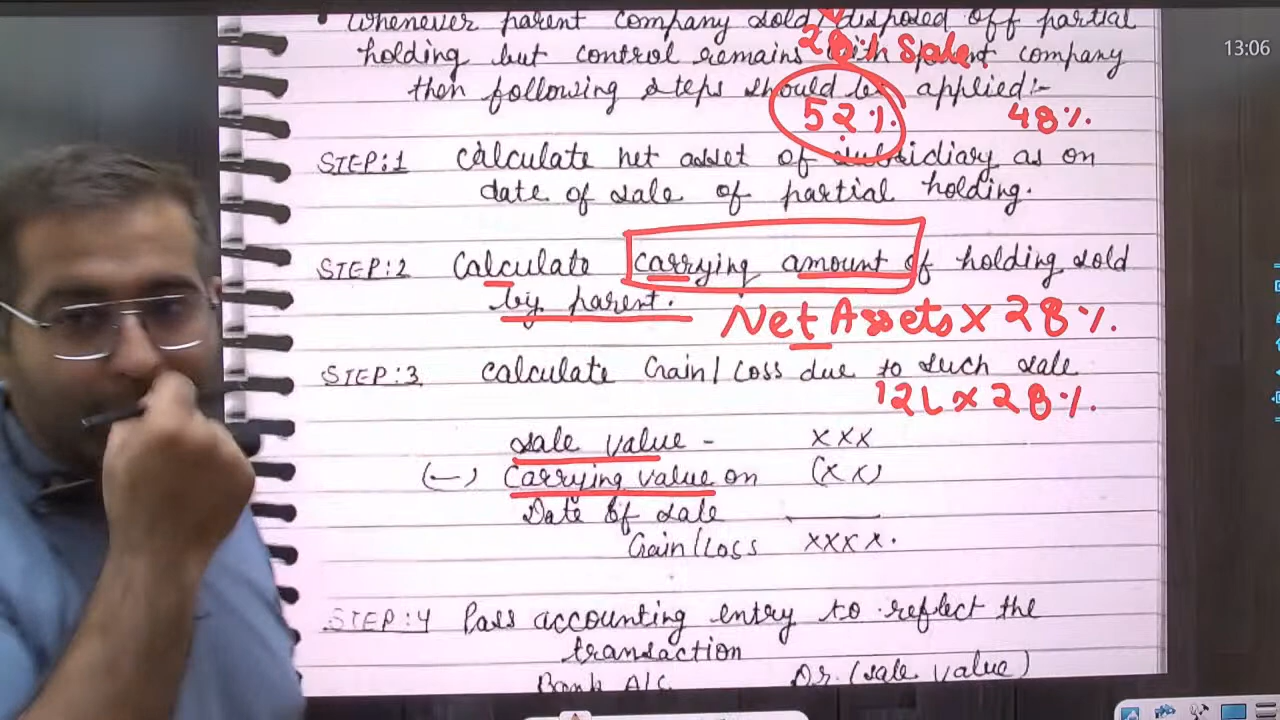 • Whenever parent company sold / disposed off partial
holding but control remains with parent company
28% Sale
then following steps should be applied:-
52% 48%
STEP:1 Calculate net asset of subsidiary as on
date of sale of partial holding.
STEP:2 Calculate carrying amount of holding sold
by parent.
Net Assets X 28%.
STEP:3 Calculate Gain/Loss due to such sale
12L x 28%.
sale value - XXX
(-) Carrying value on (XX)
Date of sale
Gain/Loss XXXX.
STEP:4 Pass accounting entry to reflect the
transaction
Bank A/C Dr. (sale value)
13:06